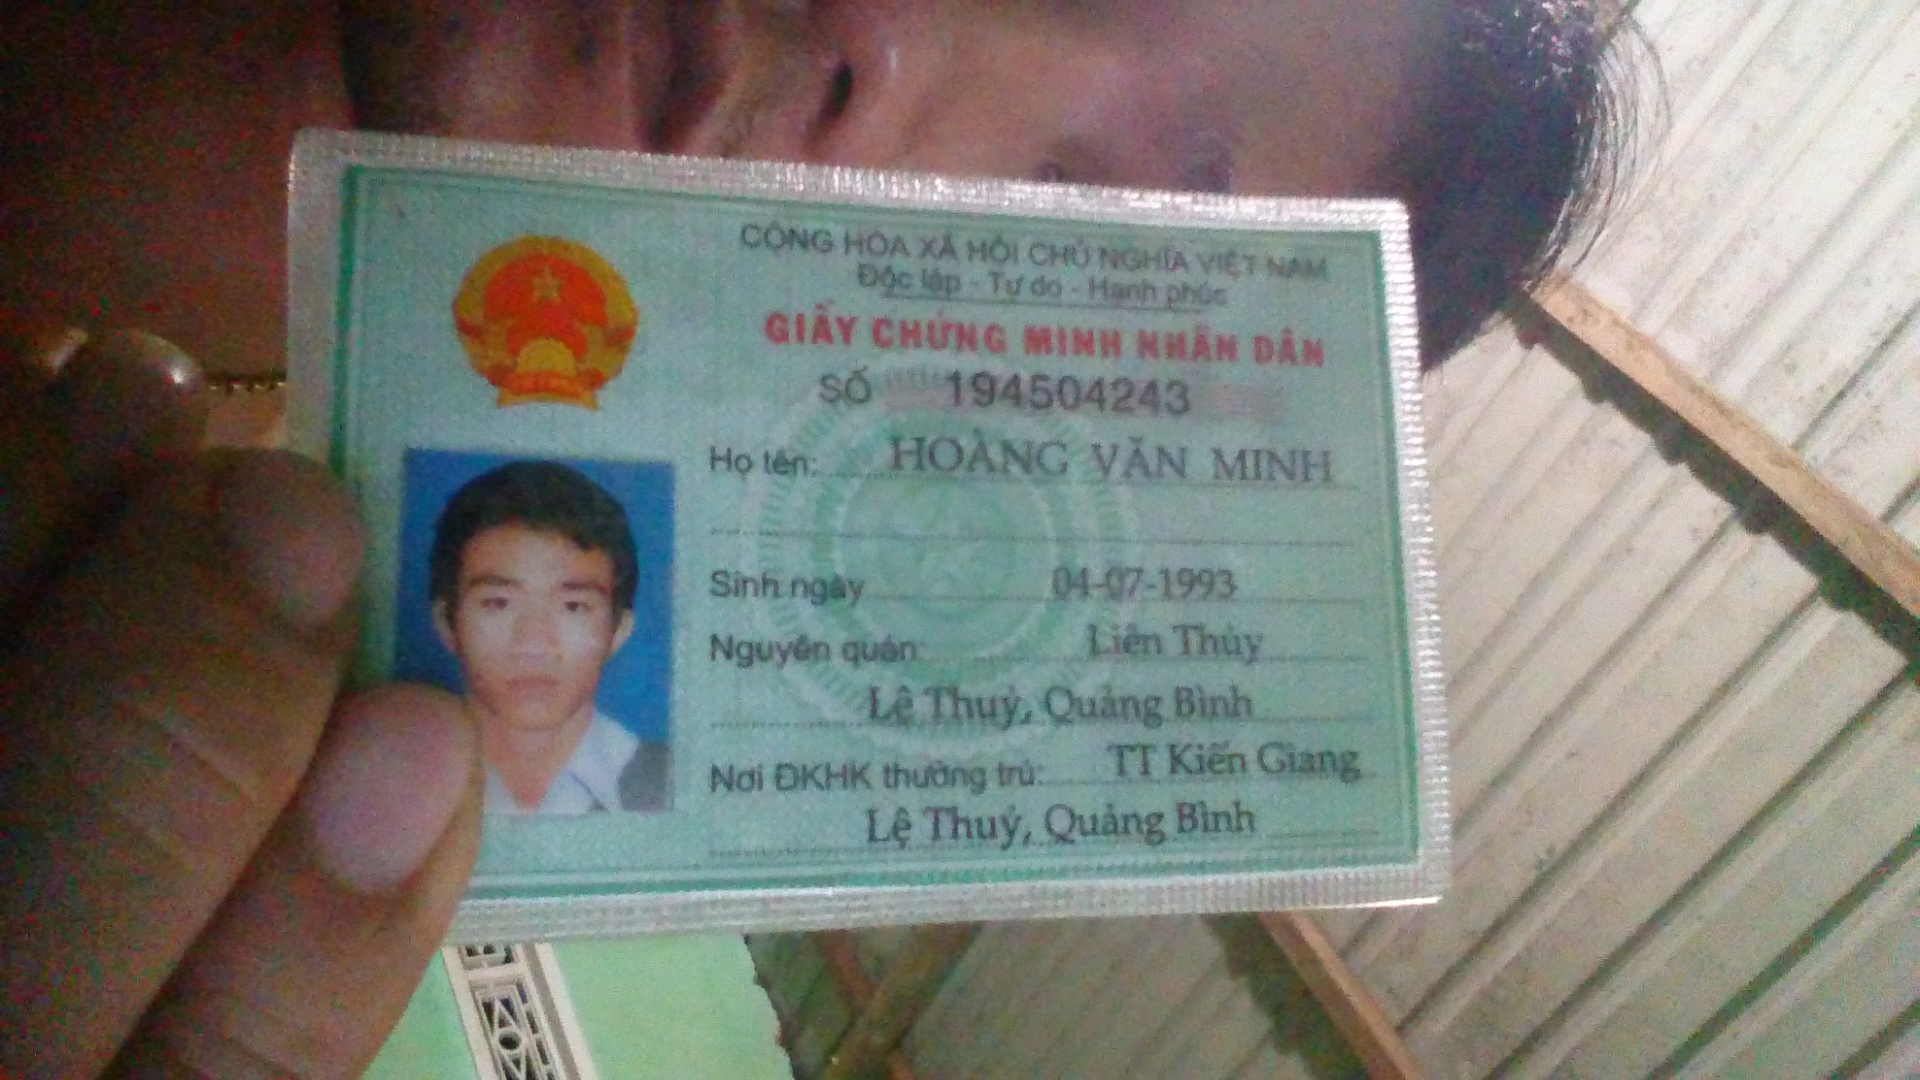 CỘNG HÒA XÃ HỘI CHỦ NGHĨA VIỆT NAM
Độc lập - Tự do - Hạnh phúc
GIẤY CHỨNG MINH NHÂN DÂN
SỐ 194504243
Họ tên: HOÀNG VĂN MINH
Sinh ngày 04-07-1993
Nguyên quán: Liên Thủy
Lệ Thuỷ, Quảng Bình
Nơi ĐKHK thường trú: TT Kiến Giang
Lệ Thuỷ, Quảng Bình